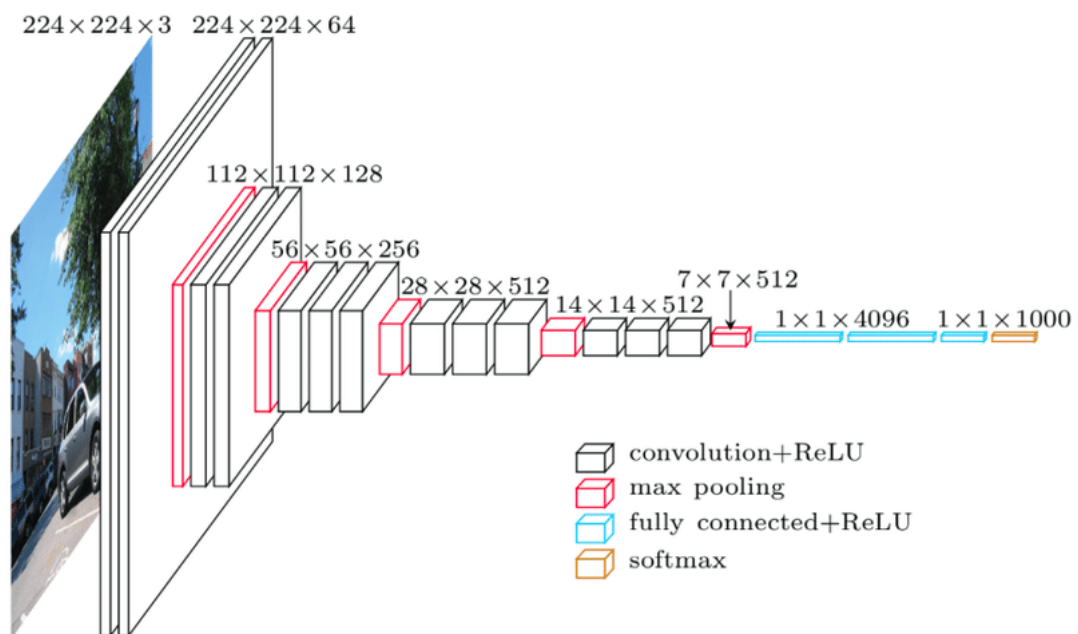 224×224×3
224×224×64
112×112×128
56×56×256
28×28×512
14×14×512
7×7×512
1×1×4096
1×1×1000
convolution+ReLU
max pooling
fully connected+ReLU
softmax